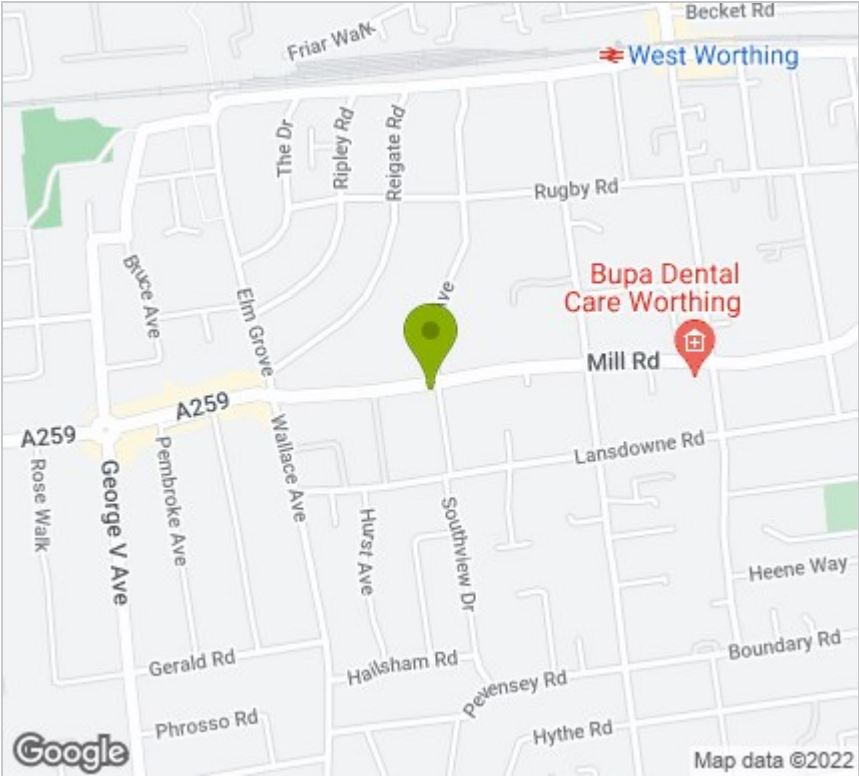 Becket Rd
Friar Walk
West Worthing
The Dr
Ripley Rd
Reigate Rd
Rugby Rd
Bruce Ave
Elm Grove
ve
Bupa Dental
Care Worthing
Mill Rd
A259
A259
Rose Walk
George V Ave
Pembroke Ave
Wallace Ave
Lansdowne Rd
Hurst Ave
Southview Dr
Heene Way
Gerald Rd
Hailsham Rd
Boundary Rd
Pevensey Rd
Phrosso Rd
Hythe Rd
Google
Map data ©2022